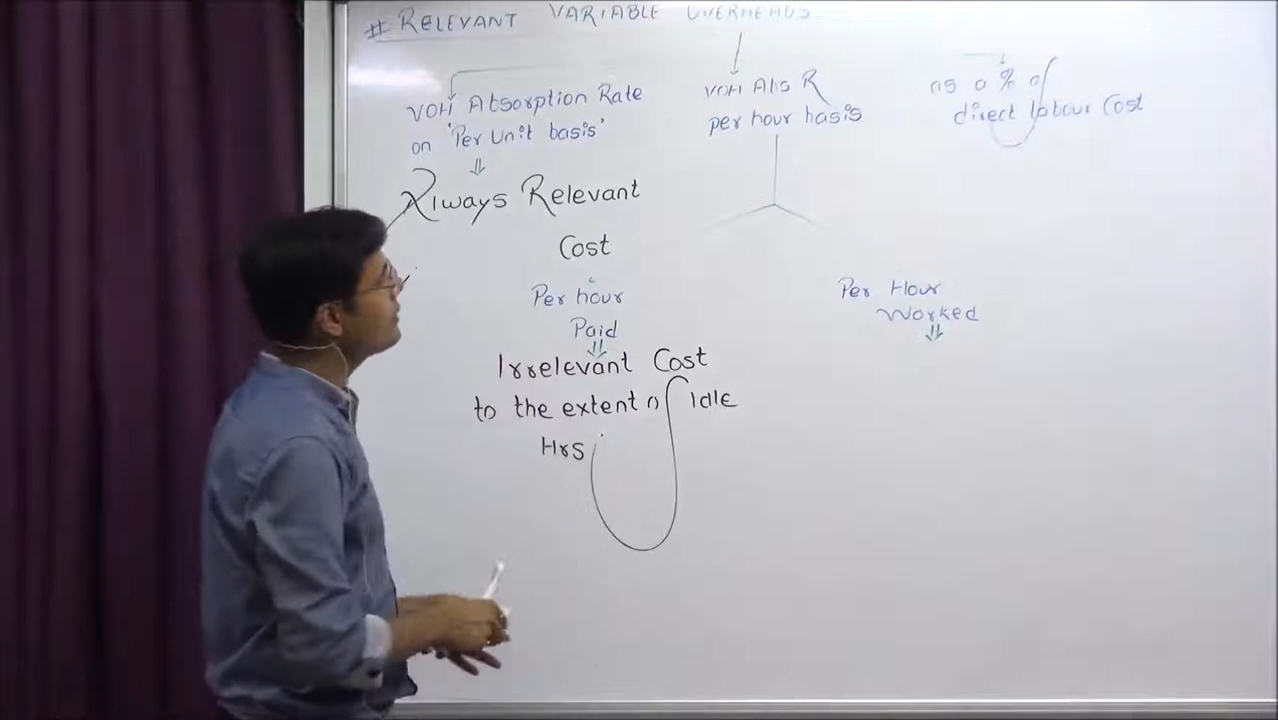 # RELEVANT VARIABLE OVERHEADS
VOH Absorption Rate
on 'Per Unit basis'
Always Relevant
Cost
VOH Abs R
per hour basis
as a % of
direct labour Cost
Per hour
Paid
Irrelevant Cost
to the extent of Idle
Hrs
Per Hour
Worked